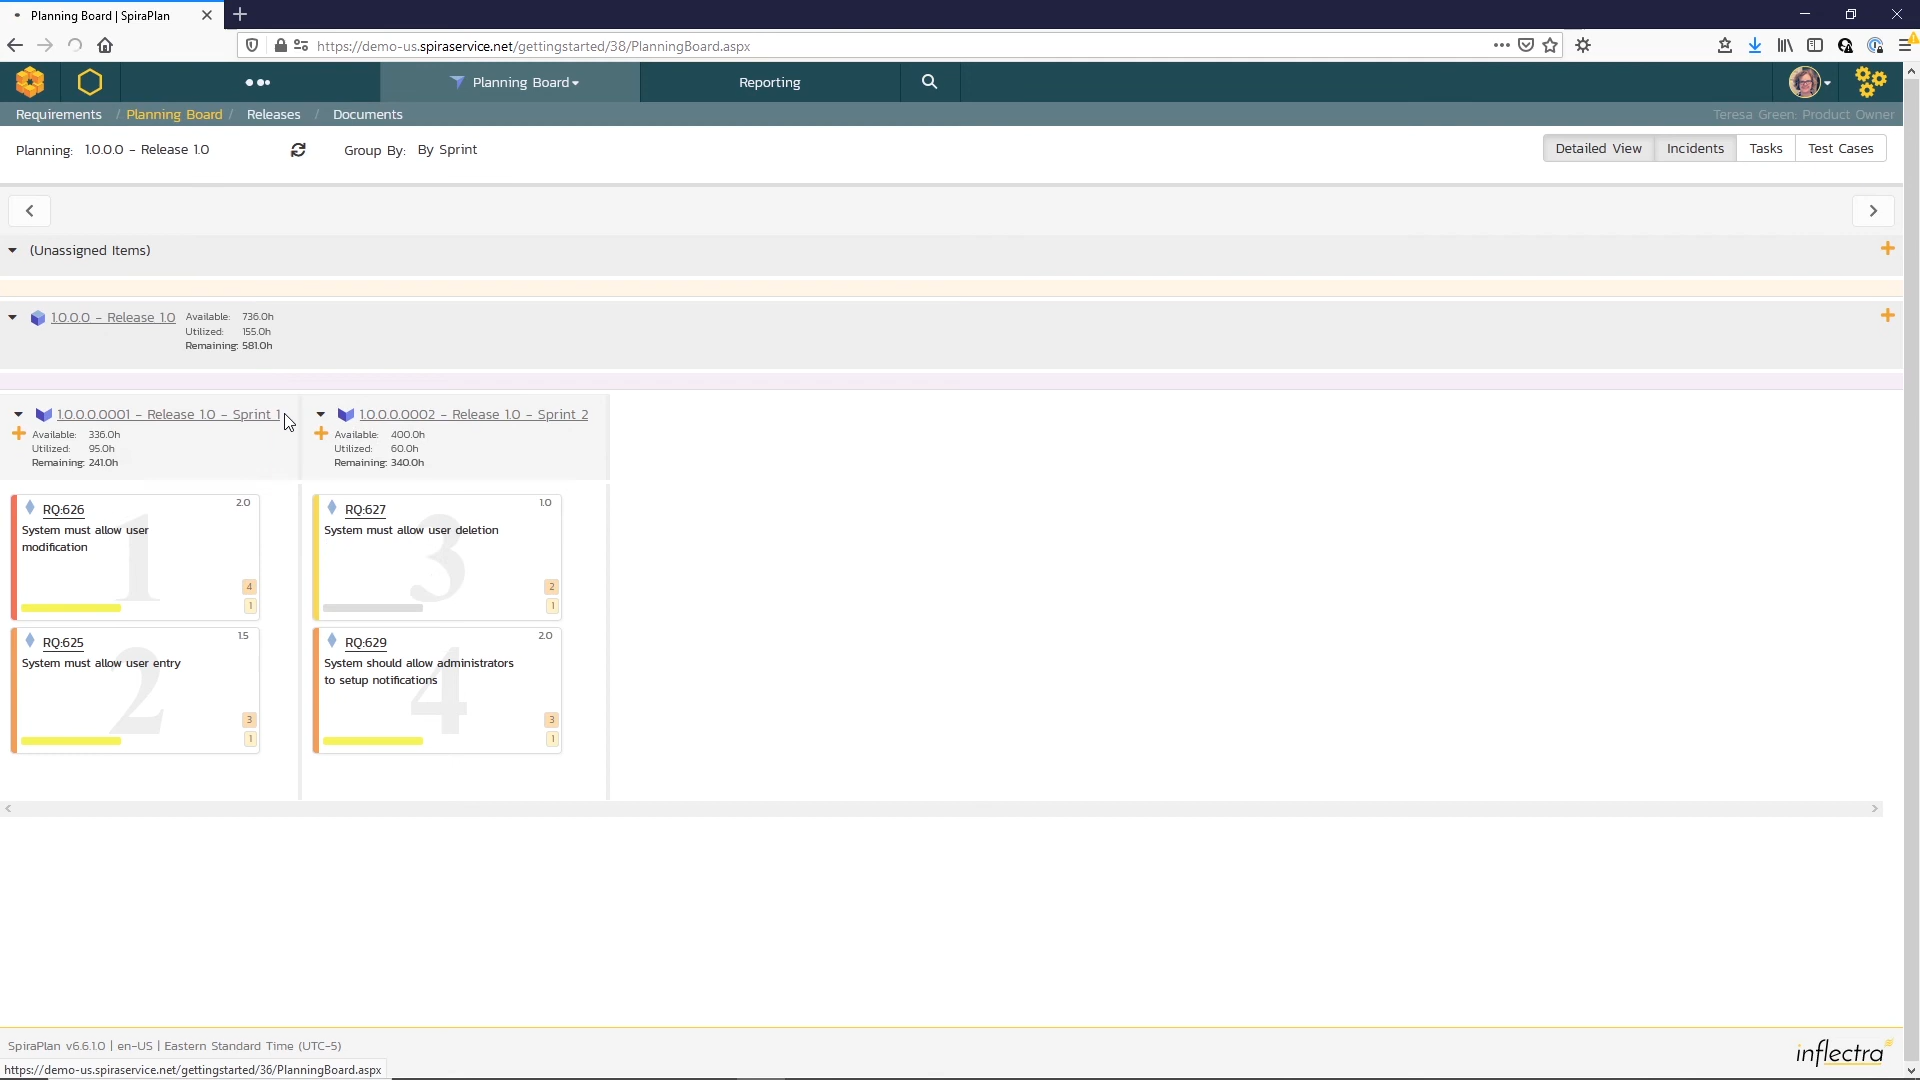 Planning Board | SpiraPlan
https://demo-us.spiraservice.net/gettingstarted/38/PlanningBoard.aspx
Planning Board
Reporting
Requirements / Planning Board / Releases / Documents
Teresa Green: Product Owner
Planning: 1.0.0.0 - Release 1.0
Group By: By Sprint
Detailed View
Incidents
Tasks
Test Cases
(Unassigned Items)
1.0.0.0 - Release 1.0
Available: 736.0h
Utilized: 155.0h
Remaining: 581.0h
1.0.0.0.0001 - Release 1.0 - Sprint 1
Available: 336.0h
Utilized: 95.0h
Remaining: 241.0h
1.0.0.0.0002 - Release 1.0 - Sprint 2
Available: 400.0h
Utilized: 60.0h
Remaining: 340.0h
1
RQ:626
2.0
System must allow user
modification
4
1
3
RQ:627
1.0
System must allow user deletion
2
1
2
RQ:625
1.5
System must allow user entry
3
1
4
RQ:629
2.0
System should allow administrators
to setup notifications
3
1
SpiraPlan v6.6.1.0 | en-US | Eastern Standard Time (UTC-5)
inflectra
https://demo-us.spiraservice.net/gettingstarted/36/PlanningBoard.aspx